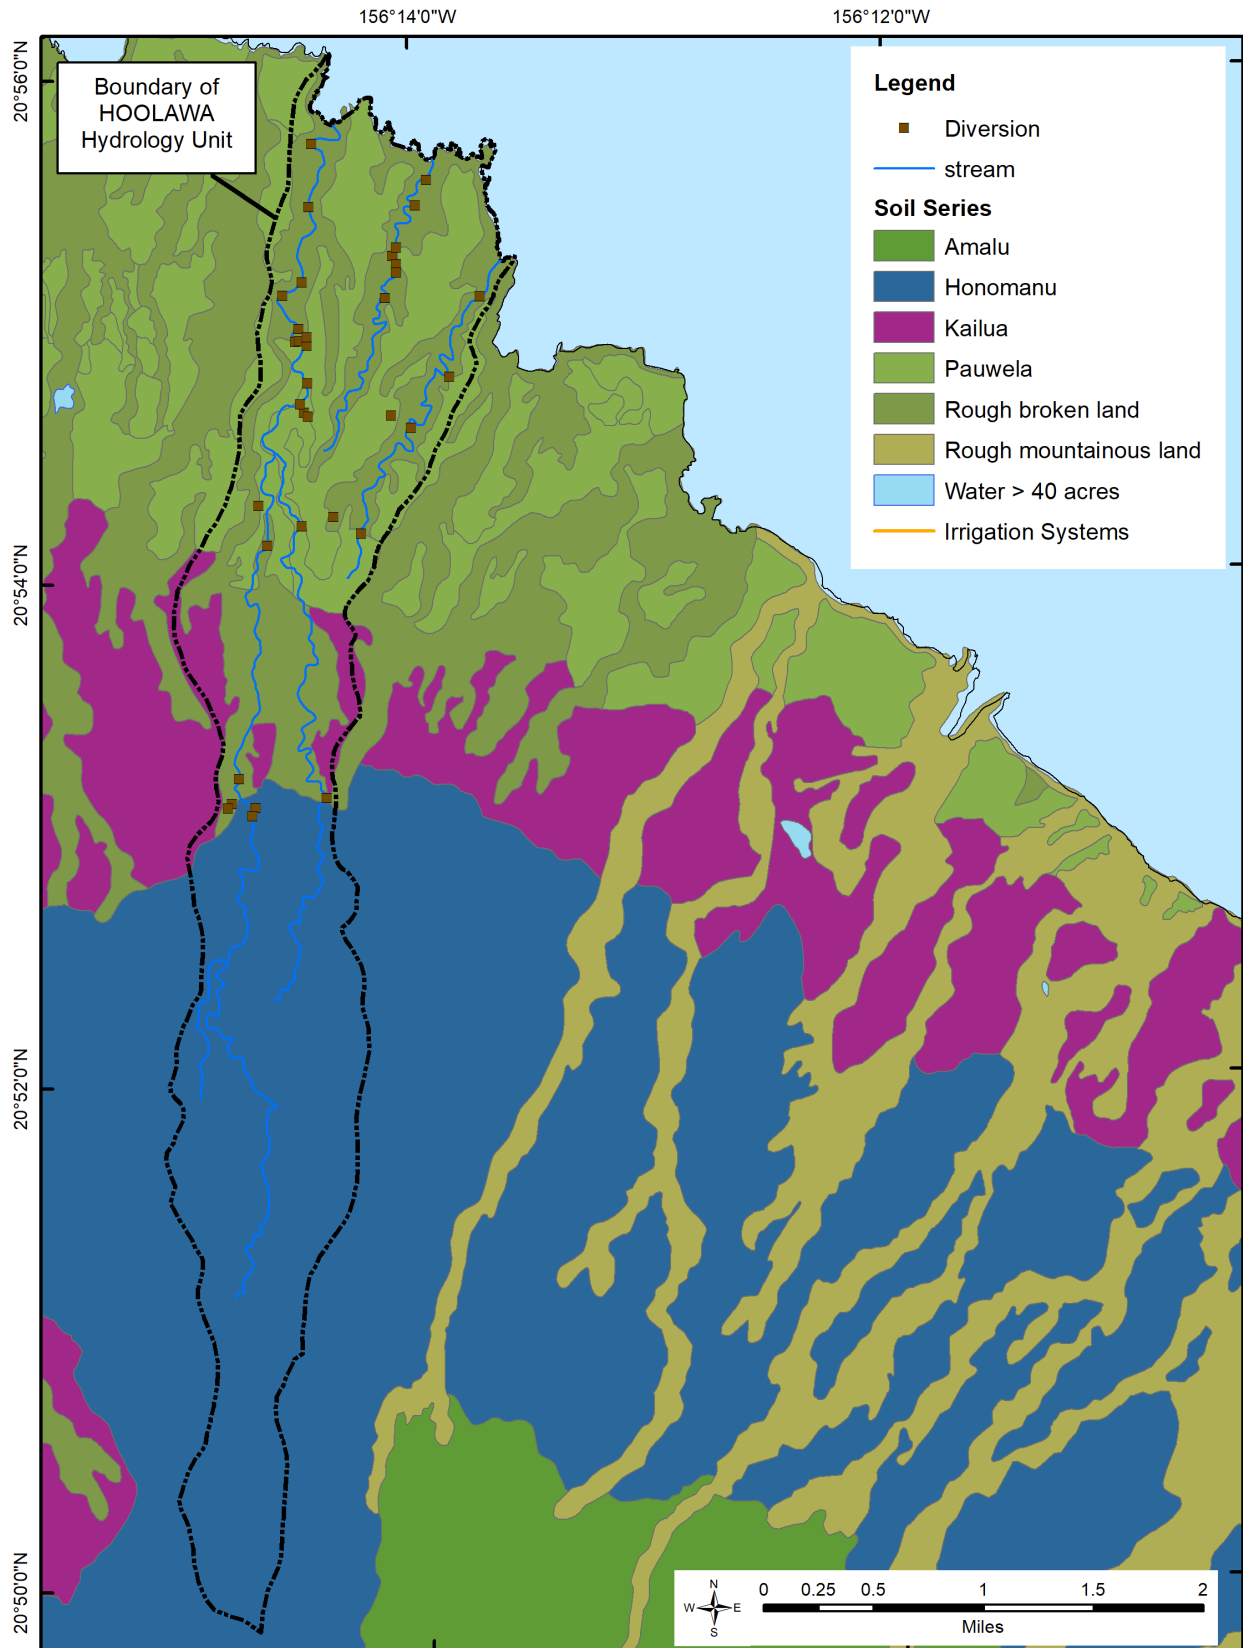 156°14'0"W
156°12'0"W
20°56'0"N
20°54'0"N
20°52'0"N
20°50'0"N
Boundary of
HOOLAWA
Hydrology Unit
Legend
Diversion
stream
Soil Series
Amalu
Honomanu
Kailua
Pauwela
Rough broken land
Rough mountainous land
Water > 40 acres
Irrigation Systems
N
W E
S
0 0.25 0.5 1 1.5 2
Miles